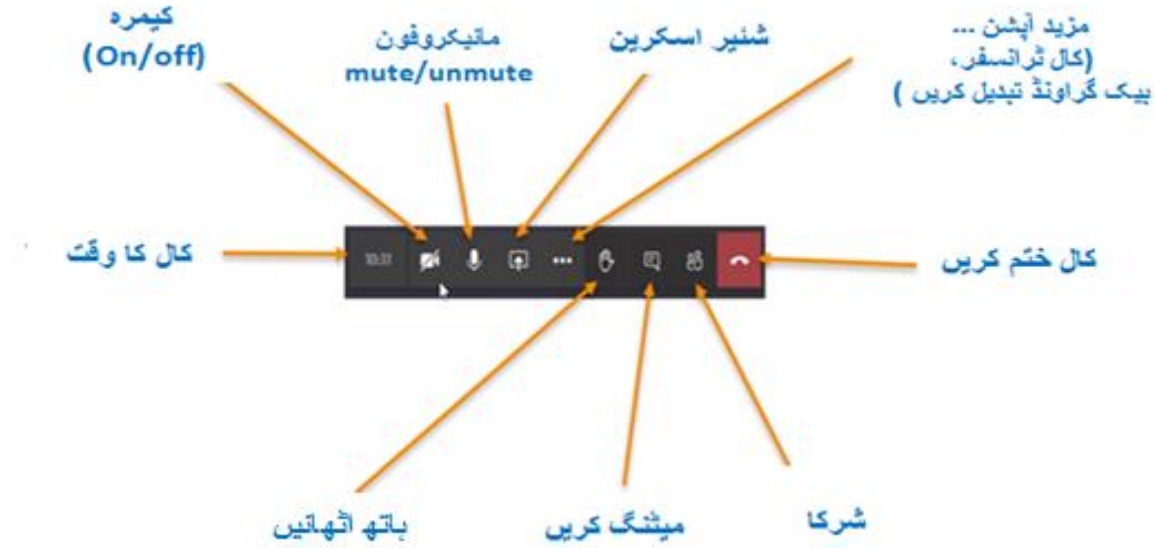 کیمرہ
(On/off)
مائیکروفون
mute/unmute
شئیر اسکرین
مزید آپشن ...
(کال ٹرانسفر،
بیک گراونڈ تبدیل کریں )
کال کا وقت
10:31
کال ختم کریں
ہاتھ اٹھائیں
میٹنگ کریں
شرکا